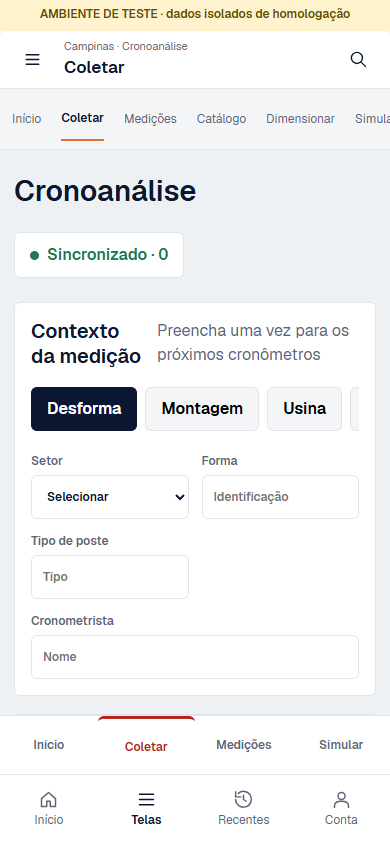 AMBIENTE DE TESTE · dados isolados de homologação
Campinas · Cronoanálise
Coletar
Início Coletar Medições Catálogo Dimensionar Simula
Cronoanálise
Sincronizado · 0
Contexto da medição
Preencha uma vez para os próximos cronômetros
Desforma Montagem Usina
Setor Forma
Selecionar Identificação
Tipo de poste
Tipo
Cronometrista
Nome
Início Coletar Medições Simular
Início Telas Recentes Conta